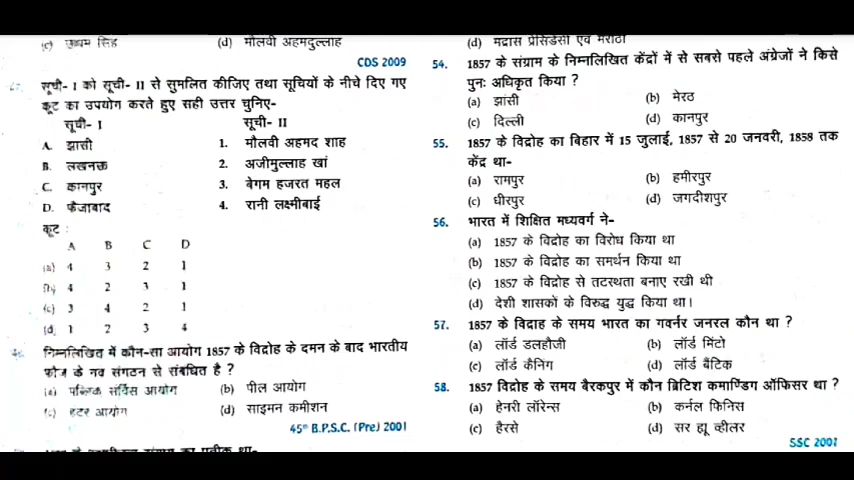 (c) ऊधम सिंह (d) मौलवी अहमदुल्लाह
CDS 2009
सूची- I को सूची- II से सुमलित कीजिए तथा सूचियों के नीचे दिए गए
कूट का उपयोग करते हुए सही उत्तर चुनिए-
सूची- I सूची- II
A. झासी 1. मौलवी अहमद शाह
B. लखनऊ 2. अजीमुल्लाह खां
C. कानपुर 3. बेगम हजरत महल
D. फैजाबाद 4. रानी लक्ष्मीबाई
कूट :
A B C D
(a) 4 3 2 1
(b) 4 2 3 1
(c) 3 4 2 1
(d) 1 2 3 4
निम्नलिखित में कौन-सा आयोग 1857 के विद्रोह के दमन के बाद भारतीय
फौज के नव संगटन से संबधित है ?
(a) पब्लिक सर्विस आयोग (b) पील आयोग
(c) हंटर आयोग (d) साइमन कमीशन
45th B.P.S.C. (Pre) 2001
(d) मद्रास प्रेसिडेंसी एवं मराठा
54. 1857 के संग्राम के निम्नलिखित केंद्रों में से सबसे पहले अंग्रेजों ने किसे
पुनः अधिकृत किया ?
(a) झांसी (b) मेरठ
(c) दिल्ली (d) कानपुर
55. 1857 के विद्रोह का बिहार में 15 जुलाई, 1857 से 20 जनवरी, 1858 तक
केंद्र था-
(a) रामपुर (b) हमीरपुर
(c) धीरपुर (d) जगदीशपुर
56. भारत में शिक्षित मध्यवर्ग ने-
(a) 1857 के विद्रोह का विरोध किया था
(b) 1857 के विद्रोह का समर्थन किया था
(c) 1857 के विद्रोह से तटस्थता बनाए रखी थी
(d) देशी शासकों के विरुद्ध युद्ध किया था।
57. 1857 के विद्राह के समय भारत का गवर्नर जनरल कौन था ?
(a) लॉर्ड डलहौजी (b) लॉर्ड मिंटो
(c) लॉर्ड कैनिंग (d) लॉर्ड बैंटिक
58. 1857 विद्रोह के समय बैरकपुर में कौन ब्रिटिश कमाण्डिग ऑफिसर था ?
(a) हेनरी लॉरेन्स (b) कर्नल फिनिस
(c) हैरसे (d) सर ह्यू व्हीलर
SSC 2007